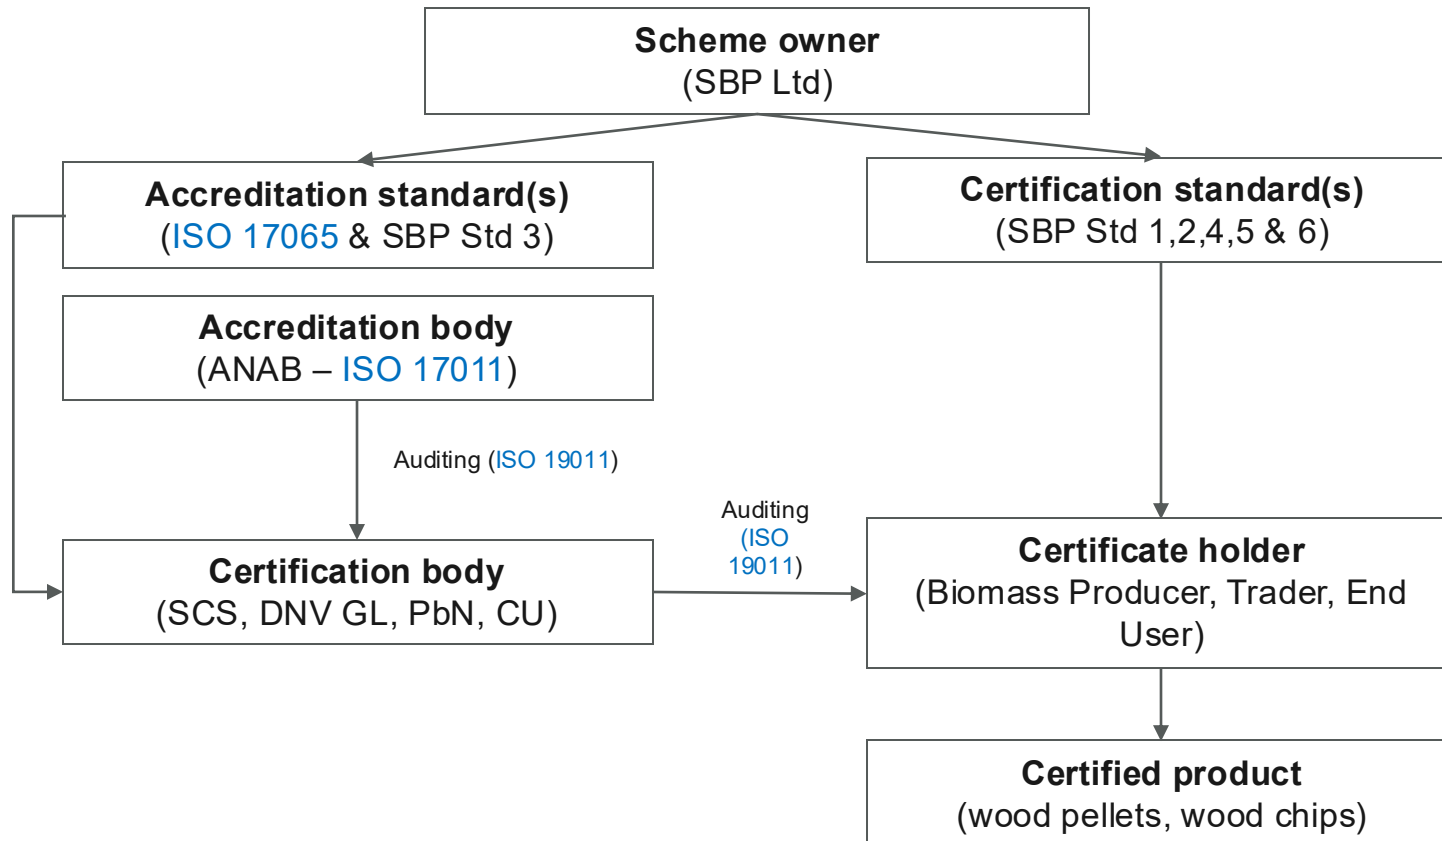 Scheme owner
(SBP Ltd)
Accreditation standard(s)
(ISO 17065 & SBP Std 3)
Certification standard(s)
(SBP Std 1,2,4,5 & 6)
Accreditation body
(ANAB – ISO 17011)
Auditing (ISO 19011)
Auditing
(ISO
19011)
Certification body
(SCS, DNV GL, PbN, CU)
Certificate holder
(Biomass Producer, Trader, End
User)
Certified product
(wood pellets, wood chips)